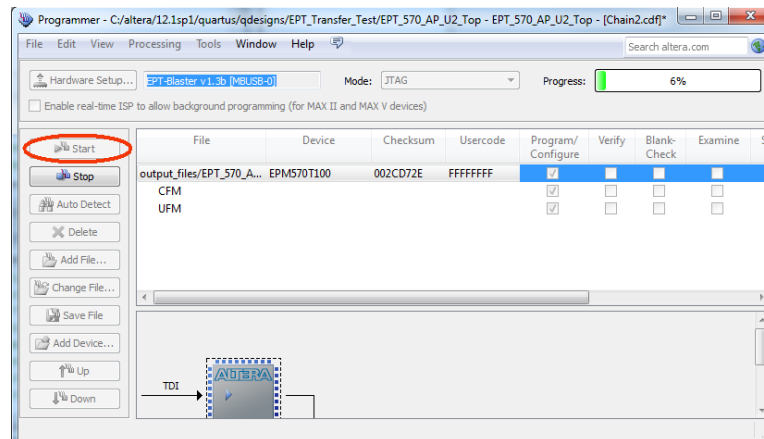 Programmer - C:/altera/12.1sp1/quartus/qdesigns/EPT_Transfer_Test/EPT_570_AP_U2_Top - EPT_570_AP_U2_Top - [Chain2.cdf]*
File Edit View Processing Tools Window Help
Search altera.com
Hardware Setup... EPT-Blaster v1.3b [MBUSB-0] Mode: JTAG Progress: 6%
Enable real-time ISP to allow background programming (for MAX II and MAX V devices)
Start
Stop
Auto Detect
Delete
Add File...
Change File...
Save File
Add Device...
Up
Down
File Device Checksum Usercode Program/ Verify Blank- Examine
Configure Check
output_files/EPT_570_A... EPM570T100 002CD72E FFFFFFFF
CFM
UFM
ALTERA
TDI